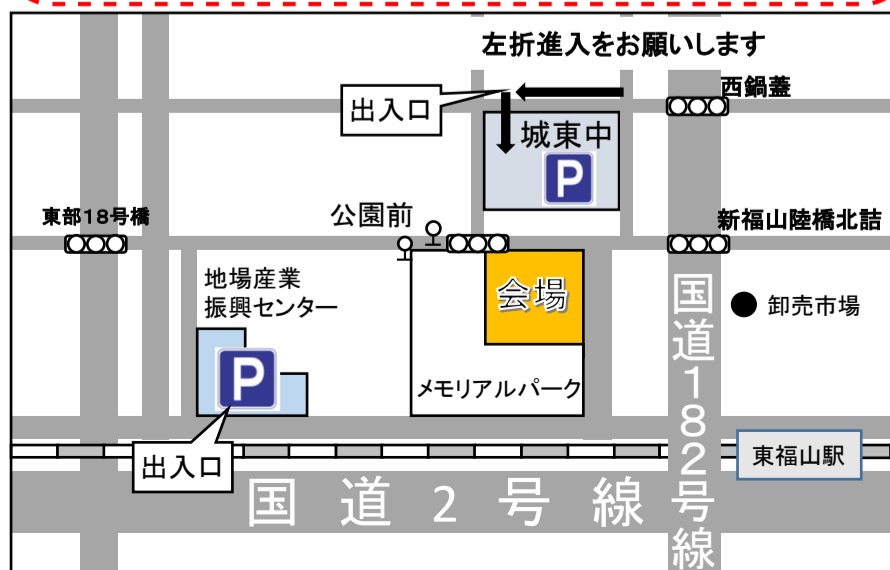 左折進入をお願いします
西鍋蓋
出入口
城東中
P
東部18号橋
公園前
新福山陸橋北詰
地場産業
振興センター
会場
卸売市場
P
メモリアルパーク
国道182号線
出入口
東福山駅
国道2号線